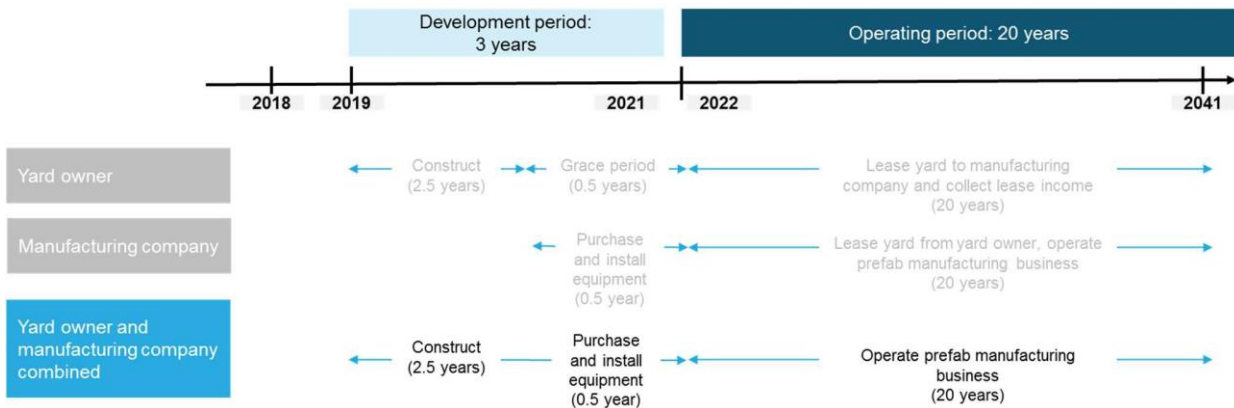 Development period:
3 years
Operating period: 20 years
2018
2019
2021
2022
2041
Yard owner
Construct
(2.5 years)
Grace period
(0.5 years)
Lease yard to manufacturing
company and collect lease income
(20 years)
Manufacturing company
Purchase
and install
equipment
(0.5 year)
Lease yard from yard owner, operate
prefab manufacturing business
(20 years)
Yard owner and
manufacturing company
combined
Construct
(2.5 years)
Purchase
and install
equipment
(0.5 year)
Operate prefab manufacturing
business
(20 years)